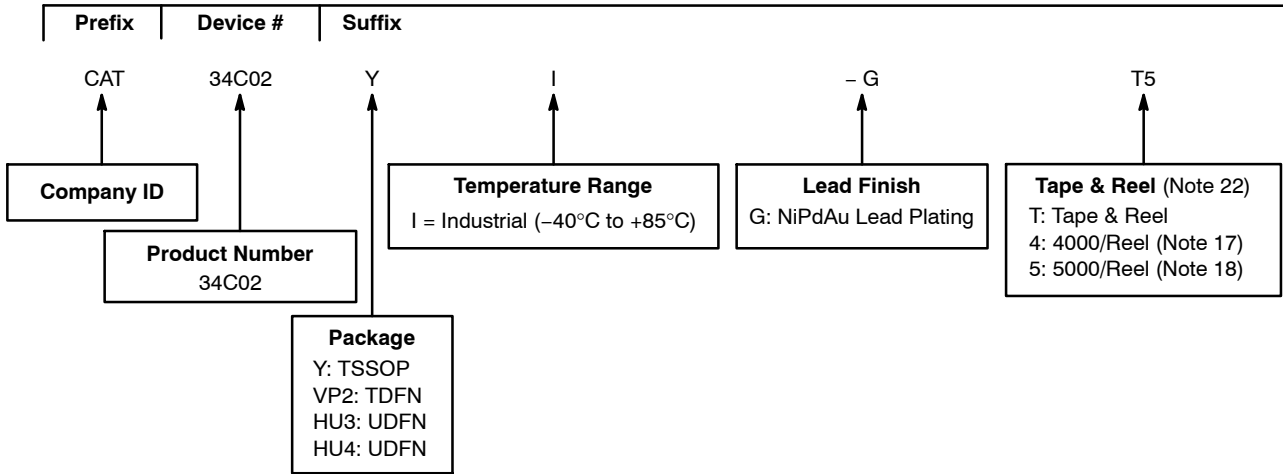 Prefix Device # Suffix
CAT 34C02 Y I – G T5
Company ID
Product Number
34C02
Package
Y: TSSOP
VP2: TDFN
HU3: UDFN
HU4: UDFN
Temperature Range
I = Industrial (−40°C to +85°C)
Lead Finish
G: NiPdAu Lead Plating
Tape & Reel (Note 22)
T: Tape & Reel
4: 4000/Reel (Note 17)
5: 5000/Reel (Note 18)